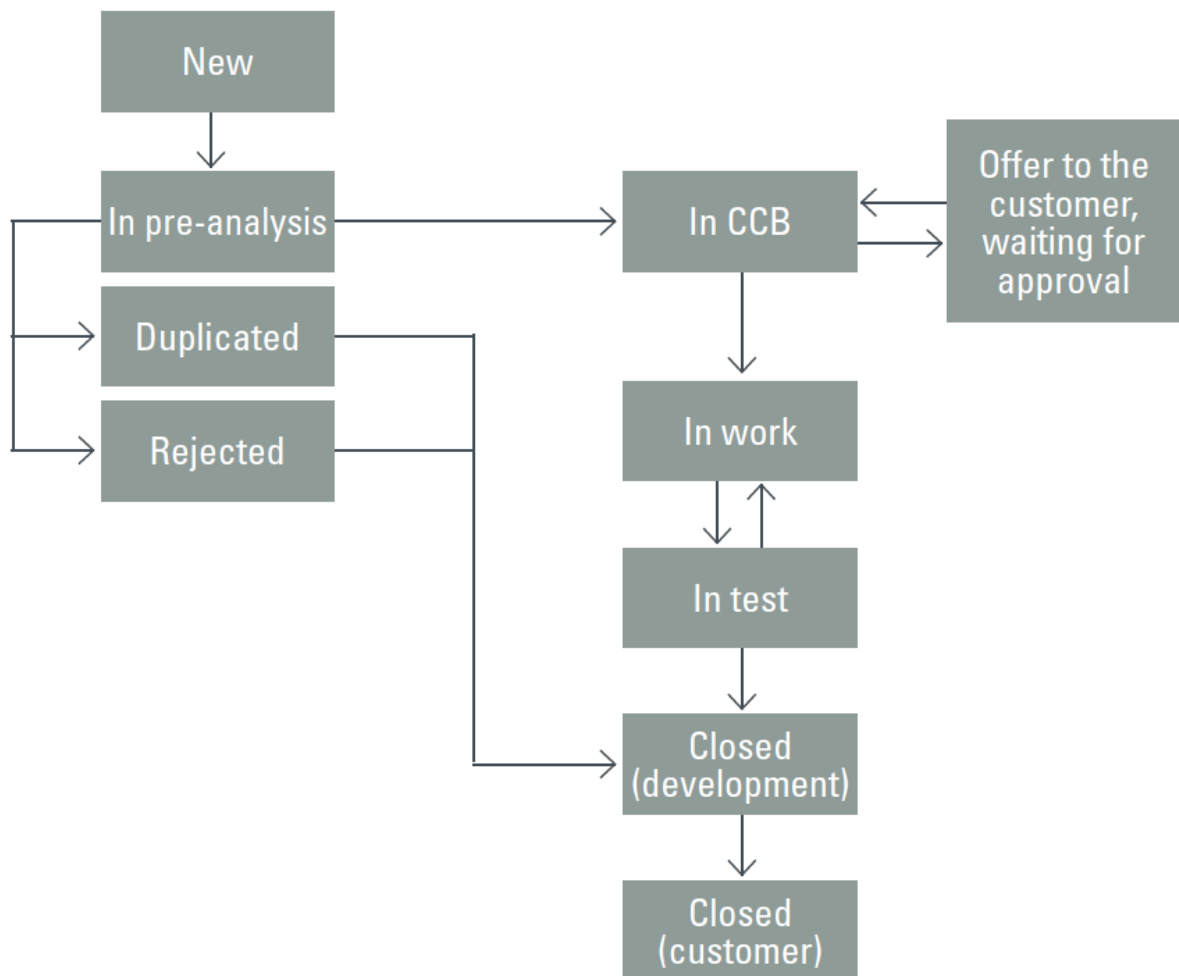 New
In pre-analysis
Duplicated
Rejected
In CCB
Offer to the
customer,
waiting for
approval
In work
In test
Closed
(development)
Closed
(customer)